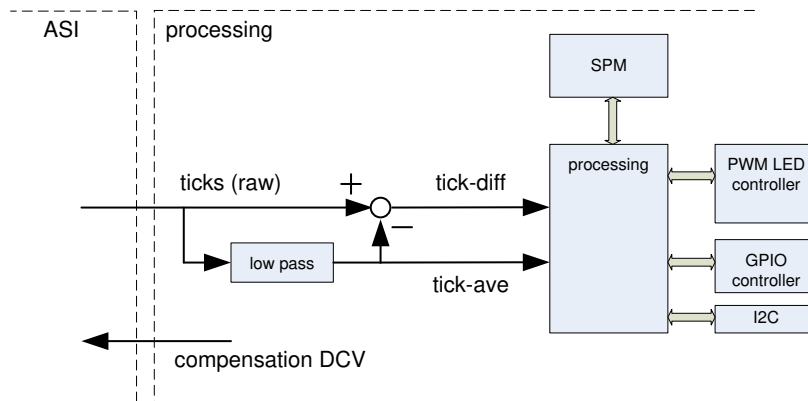 ASI
processing
SPM
processing
PWM LED
controller
ticks (raw)
+
tick-diff
−
low pass
tick-ave
GPIO
controller
I2C
compensation DCV